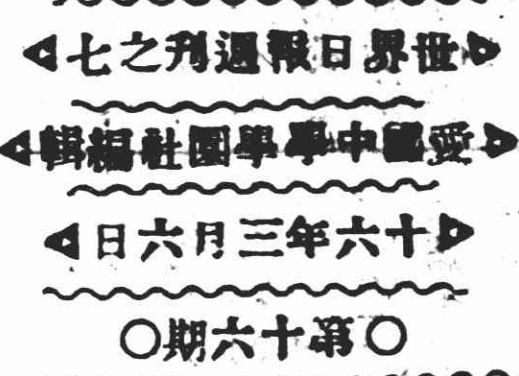 世界日報週刊之七
愛國中學學園社編輯
十六年三月六日
○第十六期○